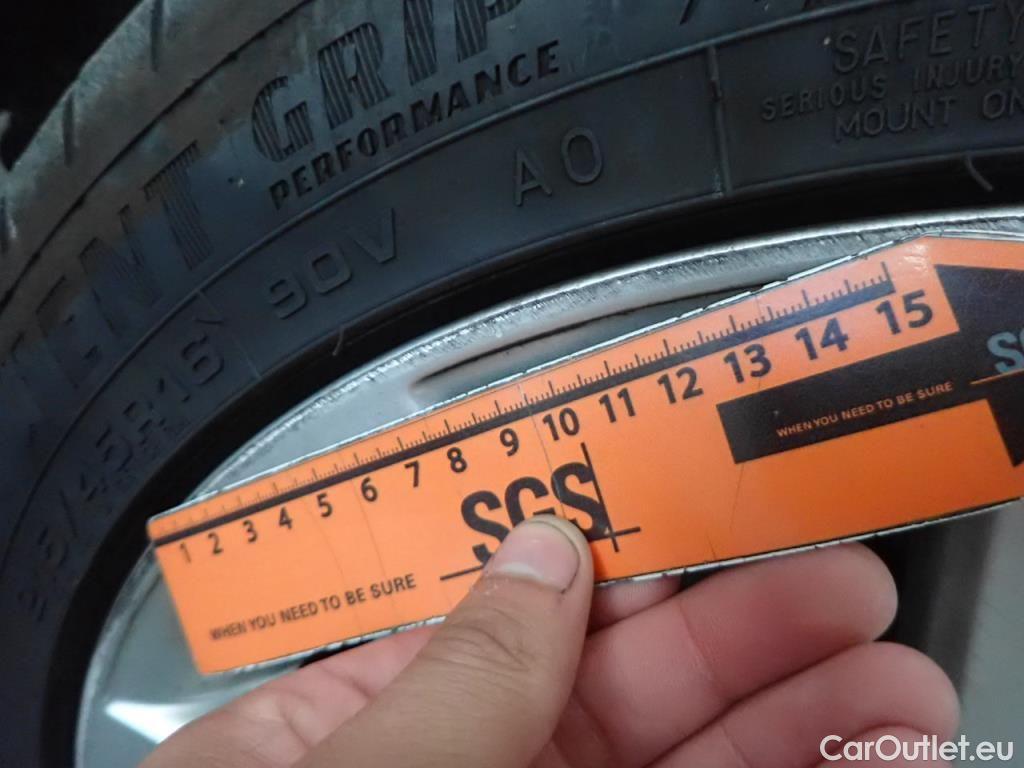 GRIP
PERFORMANCE
SAFETY
SERIOUS INJURY
MOUNT ON
AO
90V
1 2 3 4 5 6 7 8 9 10 11 12 13 14 15
SGS
WHEN YOU NEED TO BE SURE
WHEN YOU NEED TO BE SURE
CarOutlet.eu